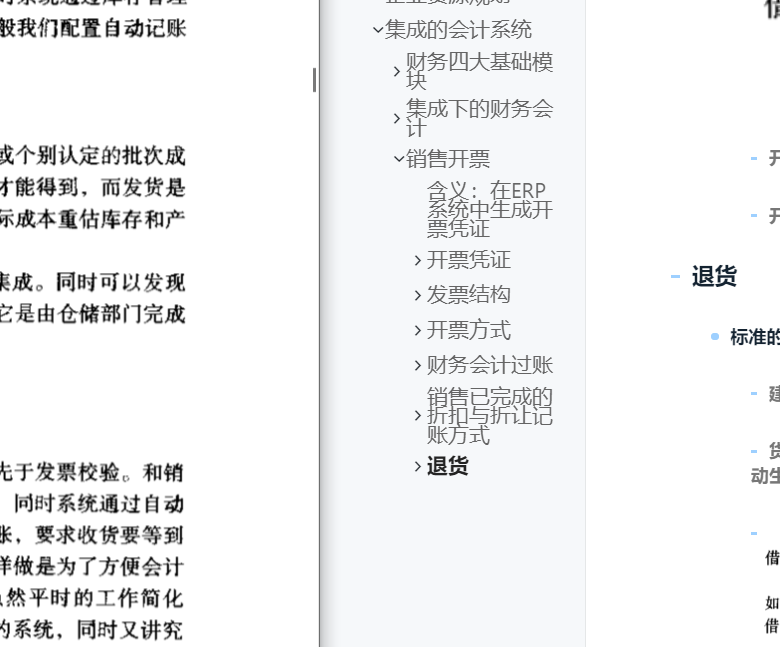 般我们配置自动记账
或个别认定的批次成
才能得到，而发货是
际成本重估库存和产
集成。同时可以发现
它是由仓储部门完成
先于发票校验。和销
同时系统通过自动
账，要求收货要等到
样做是为了方便会计
虽然平时的工作简化
的系统，同时又讲究
集成的会计系统
财务四大基础模
块
集成下的财务会
计
销售开票
含义：在ERP
系统中生成开
票凭证
开票凭证
发票结构
开票方式
财务会计过账
销售已完成的
折扣与折让记
账方式
退货
开
开
退货
标准的
建
货
动生
借
如
借